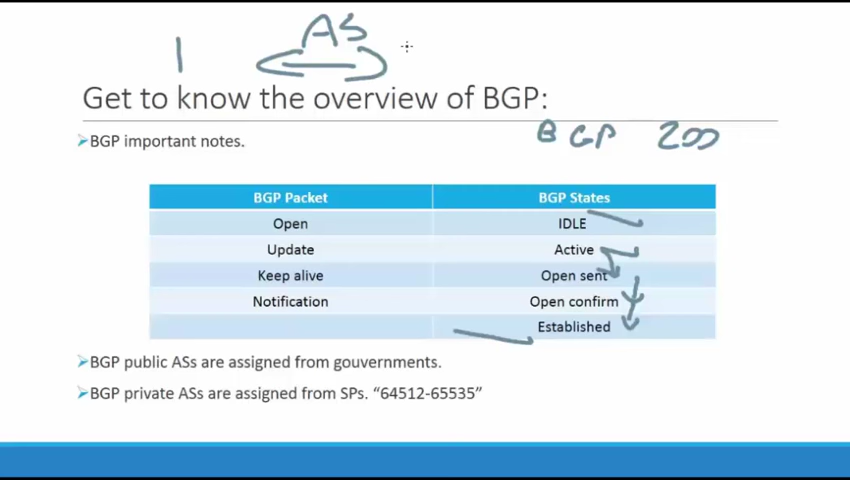 1 AS
Get to know the overview of BGP:
BGP 200
BGP important notes.
BGP Packet BGP States
Open IDLE
Update Active
Keep alive Open sent
Notification Open confirm
Established
BGP public ASs are assigned from gouvernments.
BGP private ASs are assigned from SPs. “64512-65535”